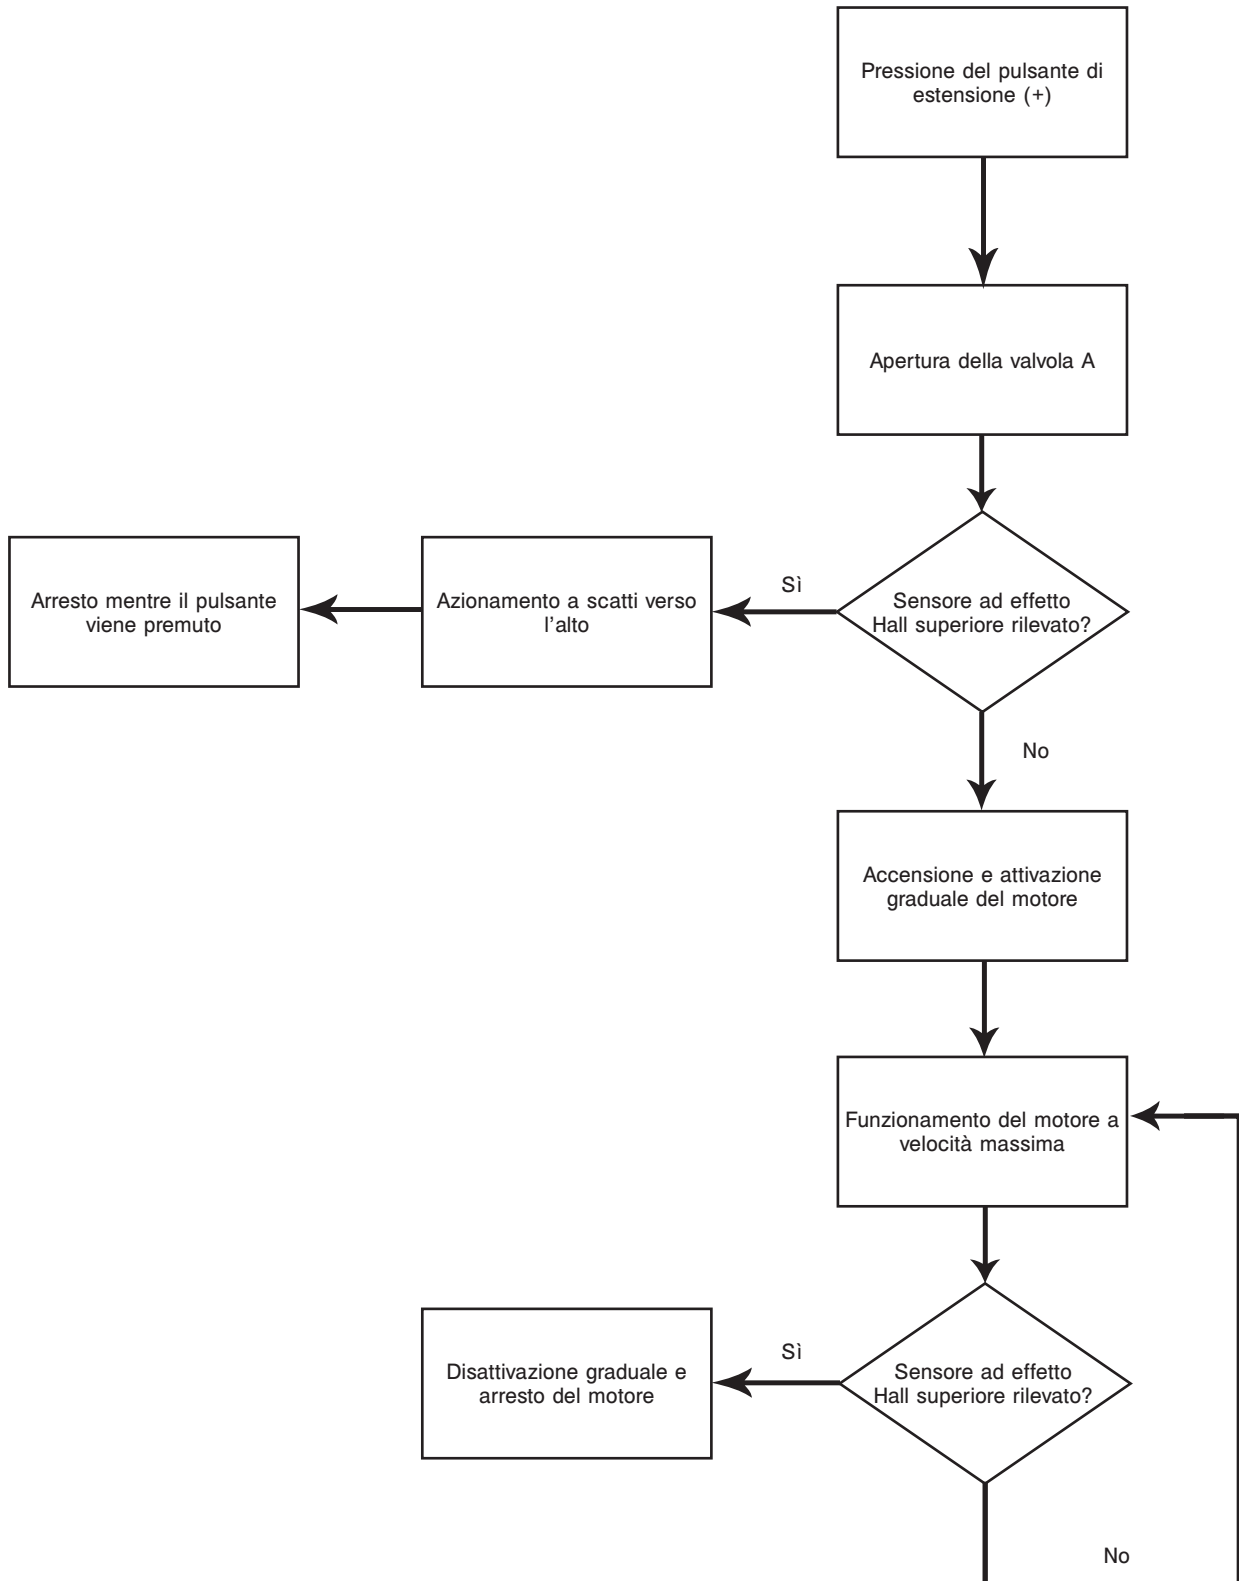 Pressione del pulsante di
estensione (+)
Apertura della valvola A
Sensore ad effetto
Hall superiore rilevato?
Sì
Azionamento a scatti verso
l'alto
Arresto mentre il pulsante
viene premuto
No
Accensione e attivazione
graduale del motore
Funzionamento del motore a
velocità massima
Sensore ad effetto
Hall superiore rilevato?
Sì
Disattivazione graduale e
arresto del motore
No